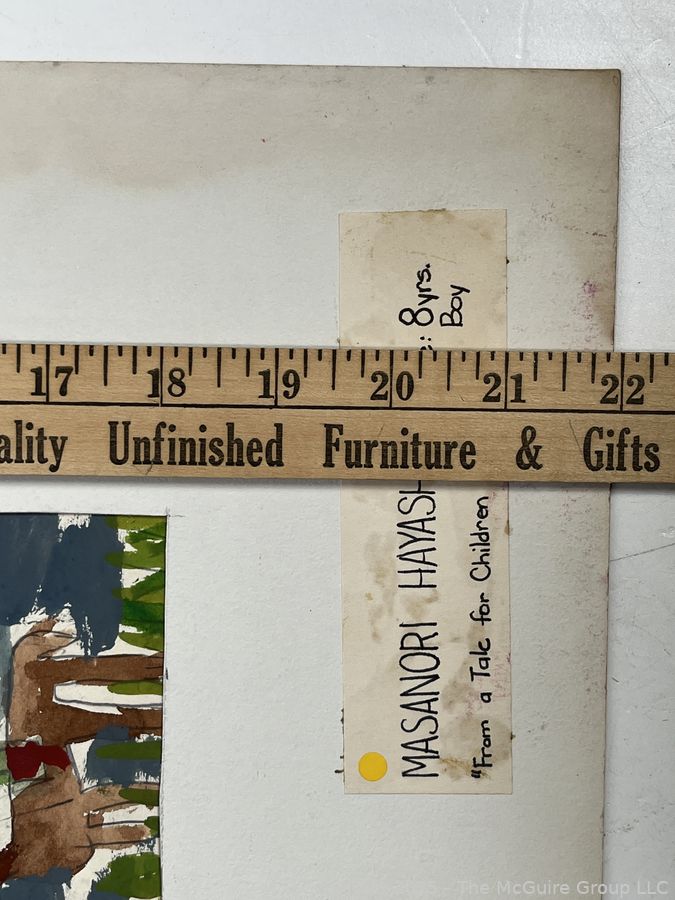 17 18 19 20 21 22
ality Unfinished Furniture & Gifts
MASANORI HAYASH
8yrs.
"From a Tale for Children
Boy
The McGuire Group LLC